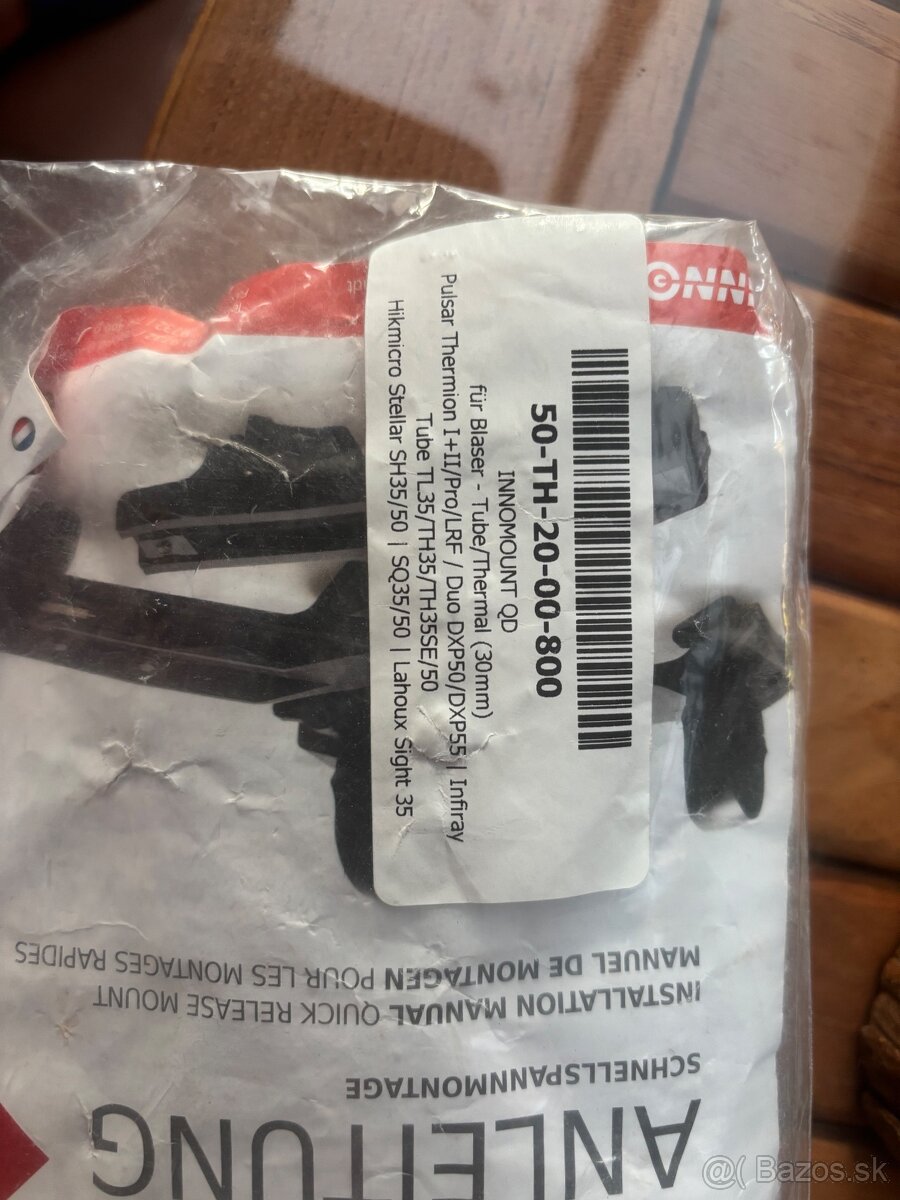 50-TH-20-00-800
INNOMOUNT QD
für Blaser - Tube/Thermal (30mm)
Pulsar Thermion I+II/Pro/LRF / Duo DXP50/DXP55 | Infiray
Tube TL35/TH35/TH35SE/50
Hikmicro Stellar SH35/50 | SQ35/50 | Lahoux Sight 35
INNO
ANLEITUNG
SCHNELLSPANNMONTAGE
INSTALLATION MANUAL QUICK RELEASE MOUNT
MANUEL DE MONTAGEN POUR LES MONTAGES RAPIDES
@( Bazos.sk